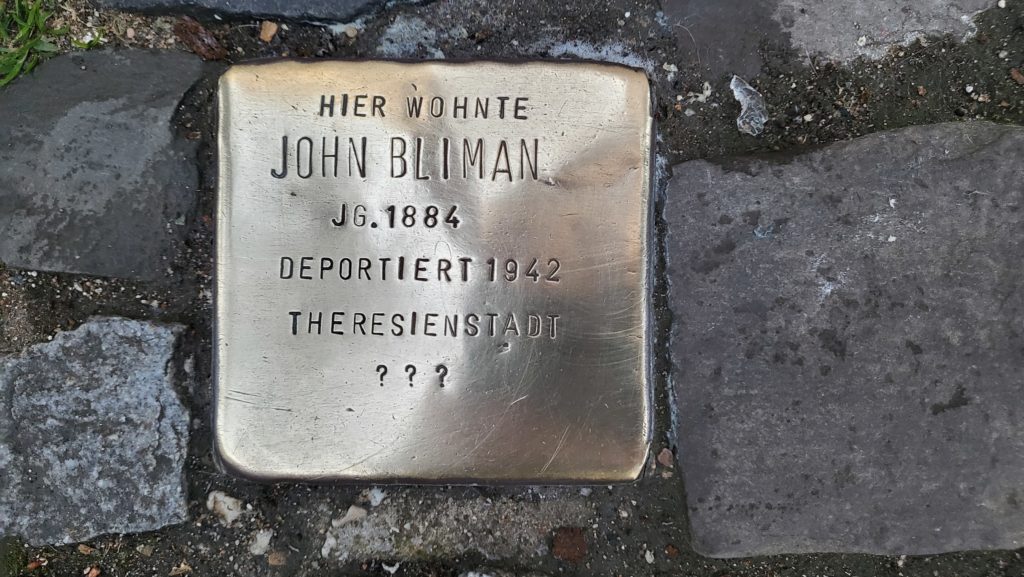 HIER WOHNTE
JOHN BLIMAN
JG. 1884
DEPORTIERT 1942
THERESIENSTADT
? ? ?